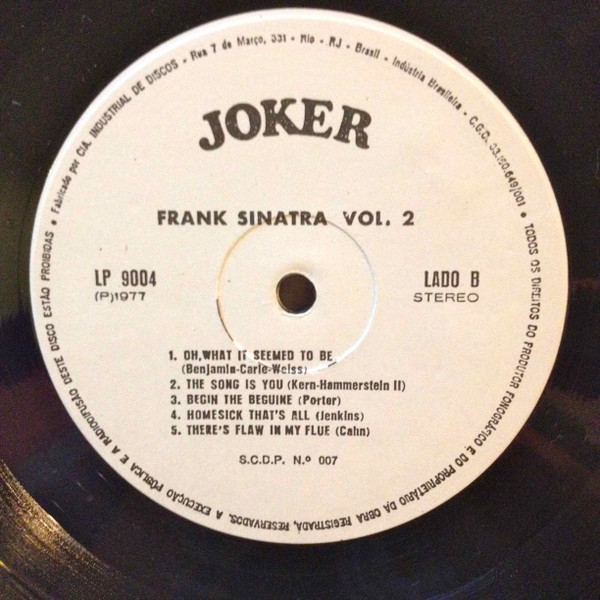 • Fabricado por CIA. INDUSTRIAL DE DISCOS - Rua 7 de Março, 331 - Rio - RJ - Brasil - Indústria Brasileira - C.G.C. 33.160.649/001 • TODOS OS DIREITOS DO PRODUTOR FONOGRÁFICO E DO PROPRIETÁRIO DA OBRA REGISTRADA, RESERVADOS. A EXECUÇÃO PÚBLICA E A RADIODIFUSÃO DESTE DISCO ESTÃO PROIBIDAS
JOKER
FRANK SINATRA VOL. 2
LP 9004
(P)1977
LADO B
STEREO
1. OH, WHAT IT SEEMED TO BE
(Benjamin-Carle-Weiss)
2. THE SONG IS YOU (Kern-Hammerstein II)
3. BEGIN THE BEGUINE (Porter)
4. HOMESICK THAT'S ALL (Jenkins)
5. THERE'S FLAW IN MY FLUE (Cahn)
S.C.D.P. N.º 007